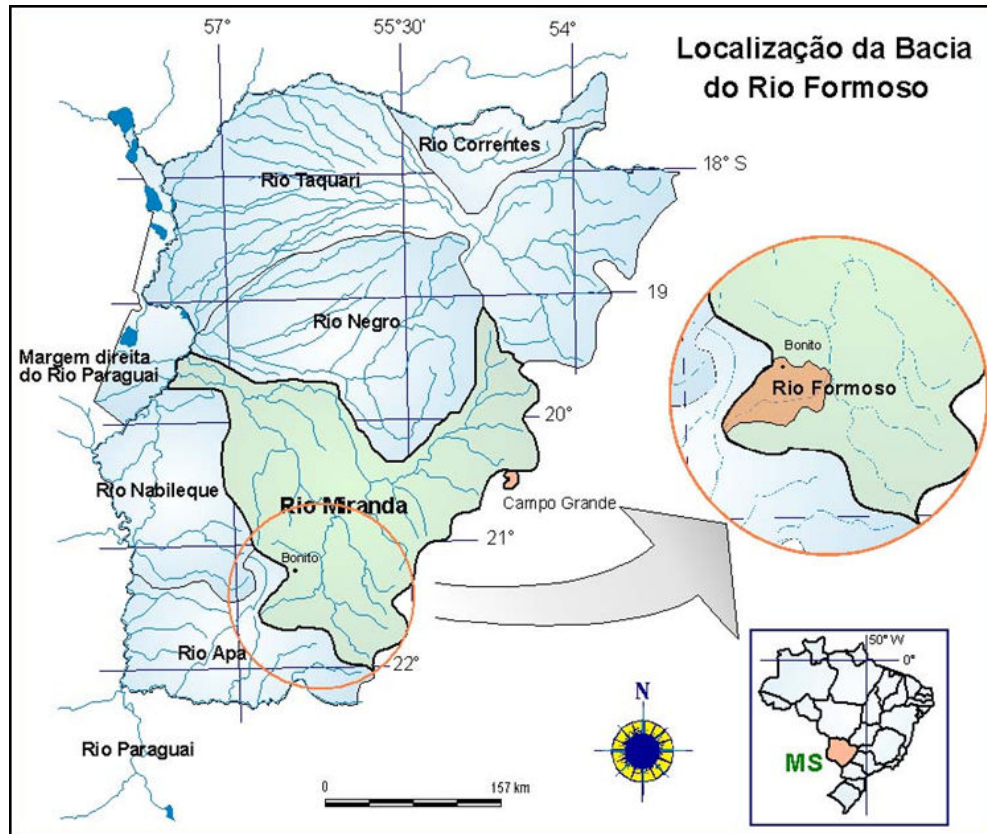 Localização da Bacia
do Rio Formoso
57°
55°30'
54°
Rio Correntes
18° S
Rio Taquari
19
Rio Negro
Margem direita
do Rio Paraguai
20°
Rio Nabileque
Rio Miranda
Campo Grande
21°
Bonito
Rio Apa
22°
Rio Paraguai
Bonito
Rio Formoso
N
0
157 km
50° W
0°
MS